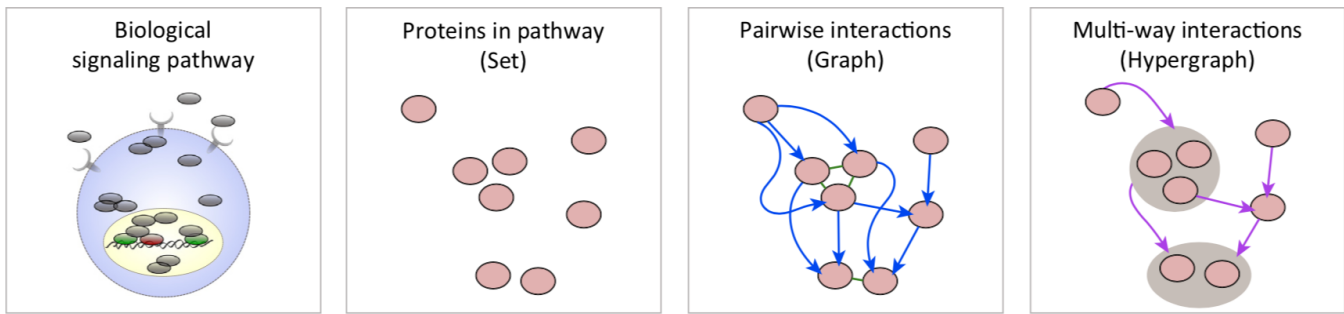 Biological
signaling pathway
Proteins in pathway
(Set)
Pairwise interactions
(Graph)
Multi-way interactions
(Hypergraph)